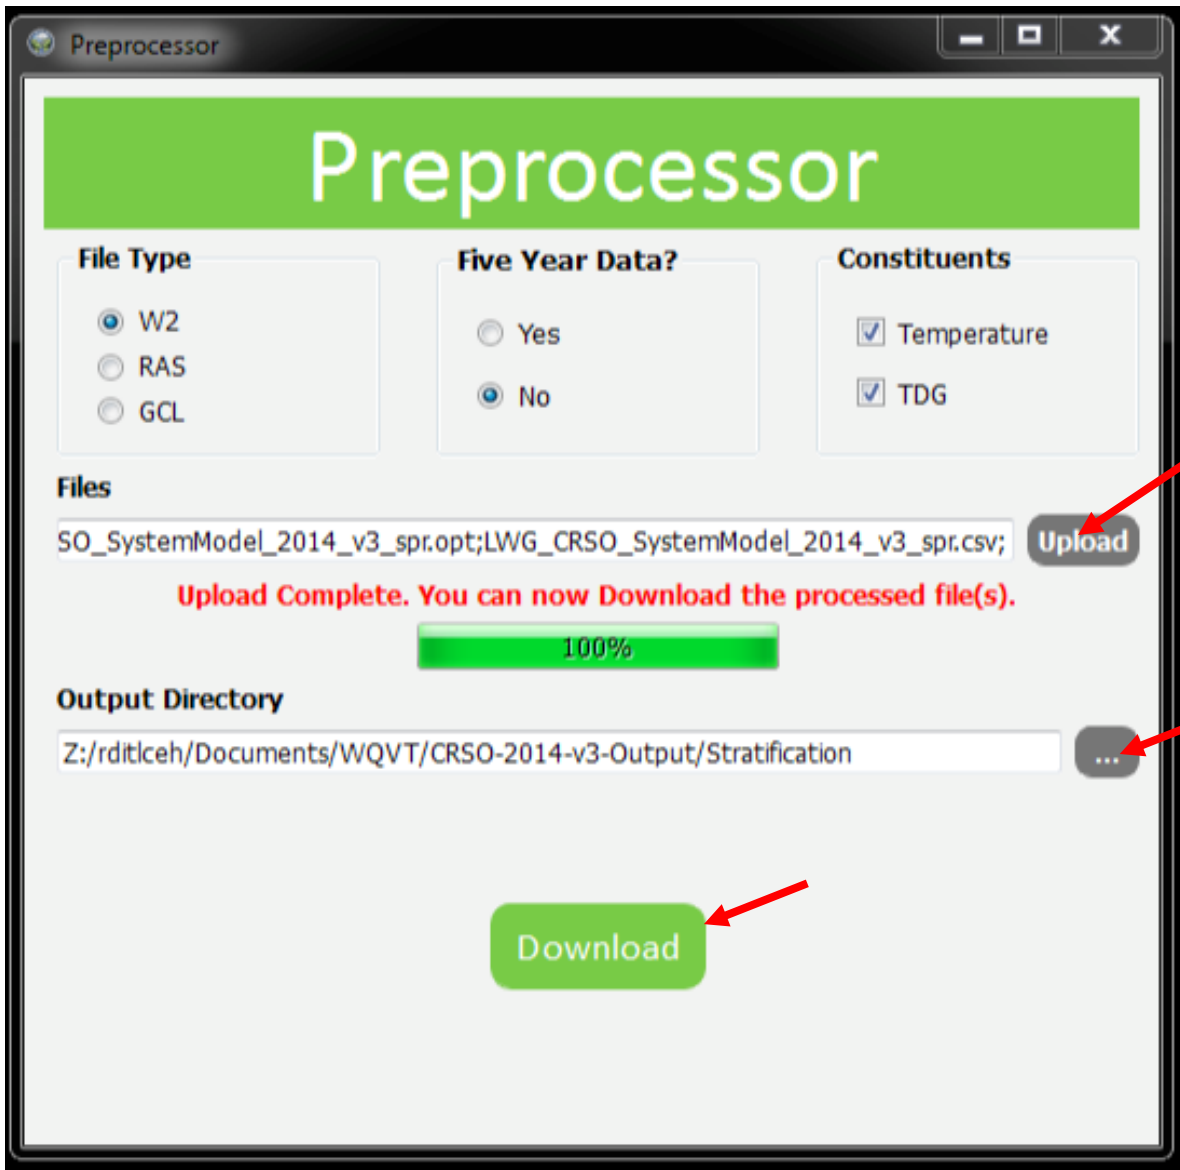 Preprocessor
Preprocessor
File Type
W2
RAS
GCL
Five Year Data?
Yes
No
Constituents
Temperature
TDG
Files
SO_SystemModel_2014_v3_spr.opt;LWG_CRSO_SystemModel_2014_v3_spr.csv;
Upload
Upload Complete. You can now Download the processed file(s).
100%
Output Directory
Z:/rditlceh/Documents/WQVT/CRSO-2014-v3-Output/Stratification
...
Download